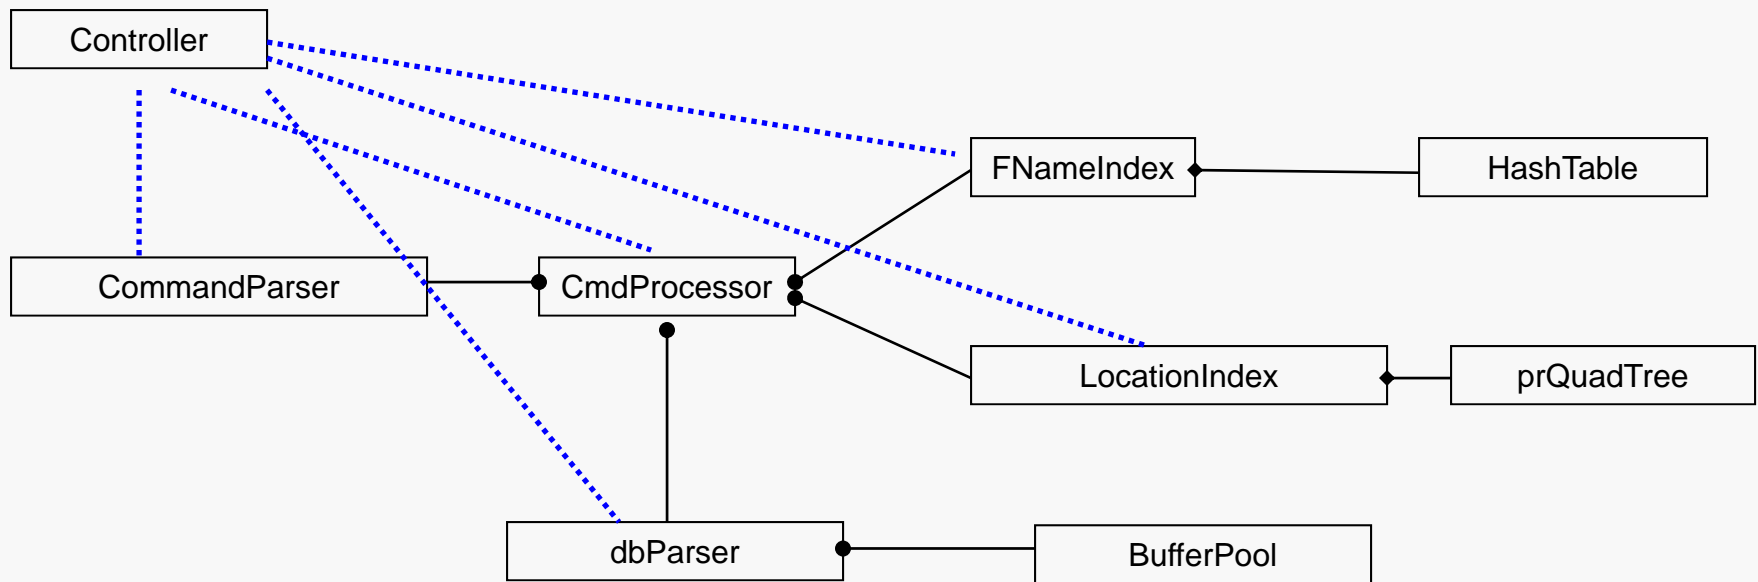 Controller
FNameIndex
HashTable
CommandParser
CmdProcessor
LocationIndex
prQuadTree
dbParser
BufferPool